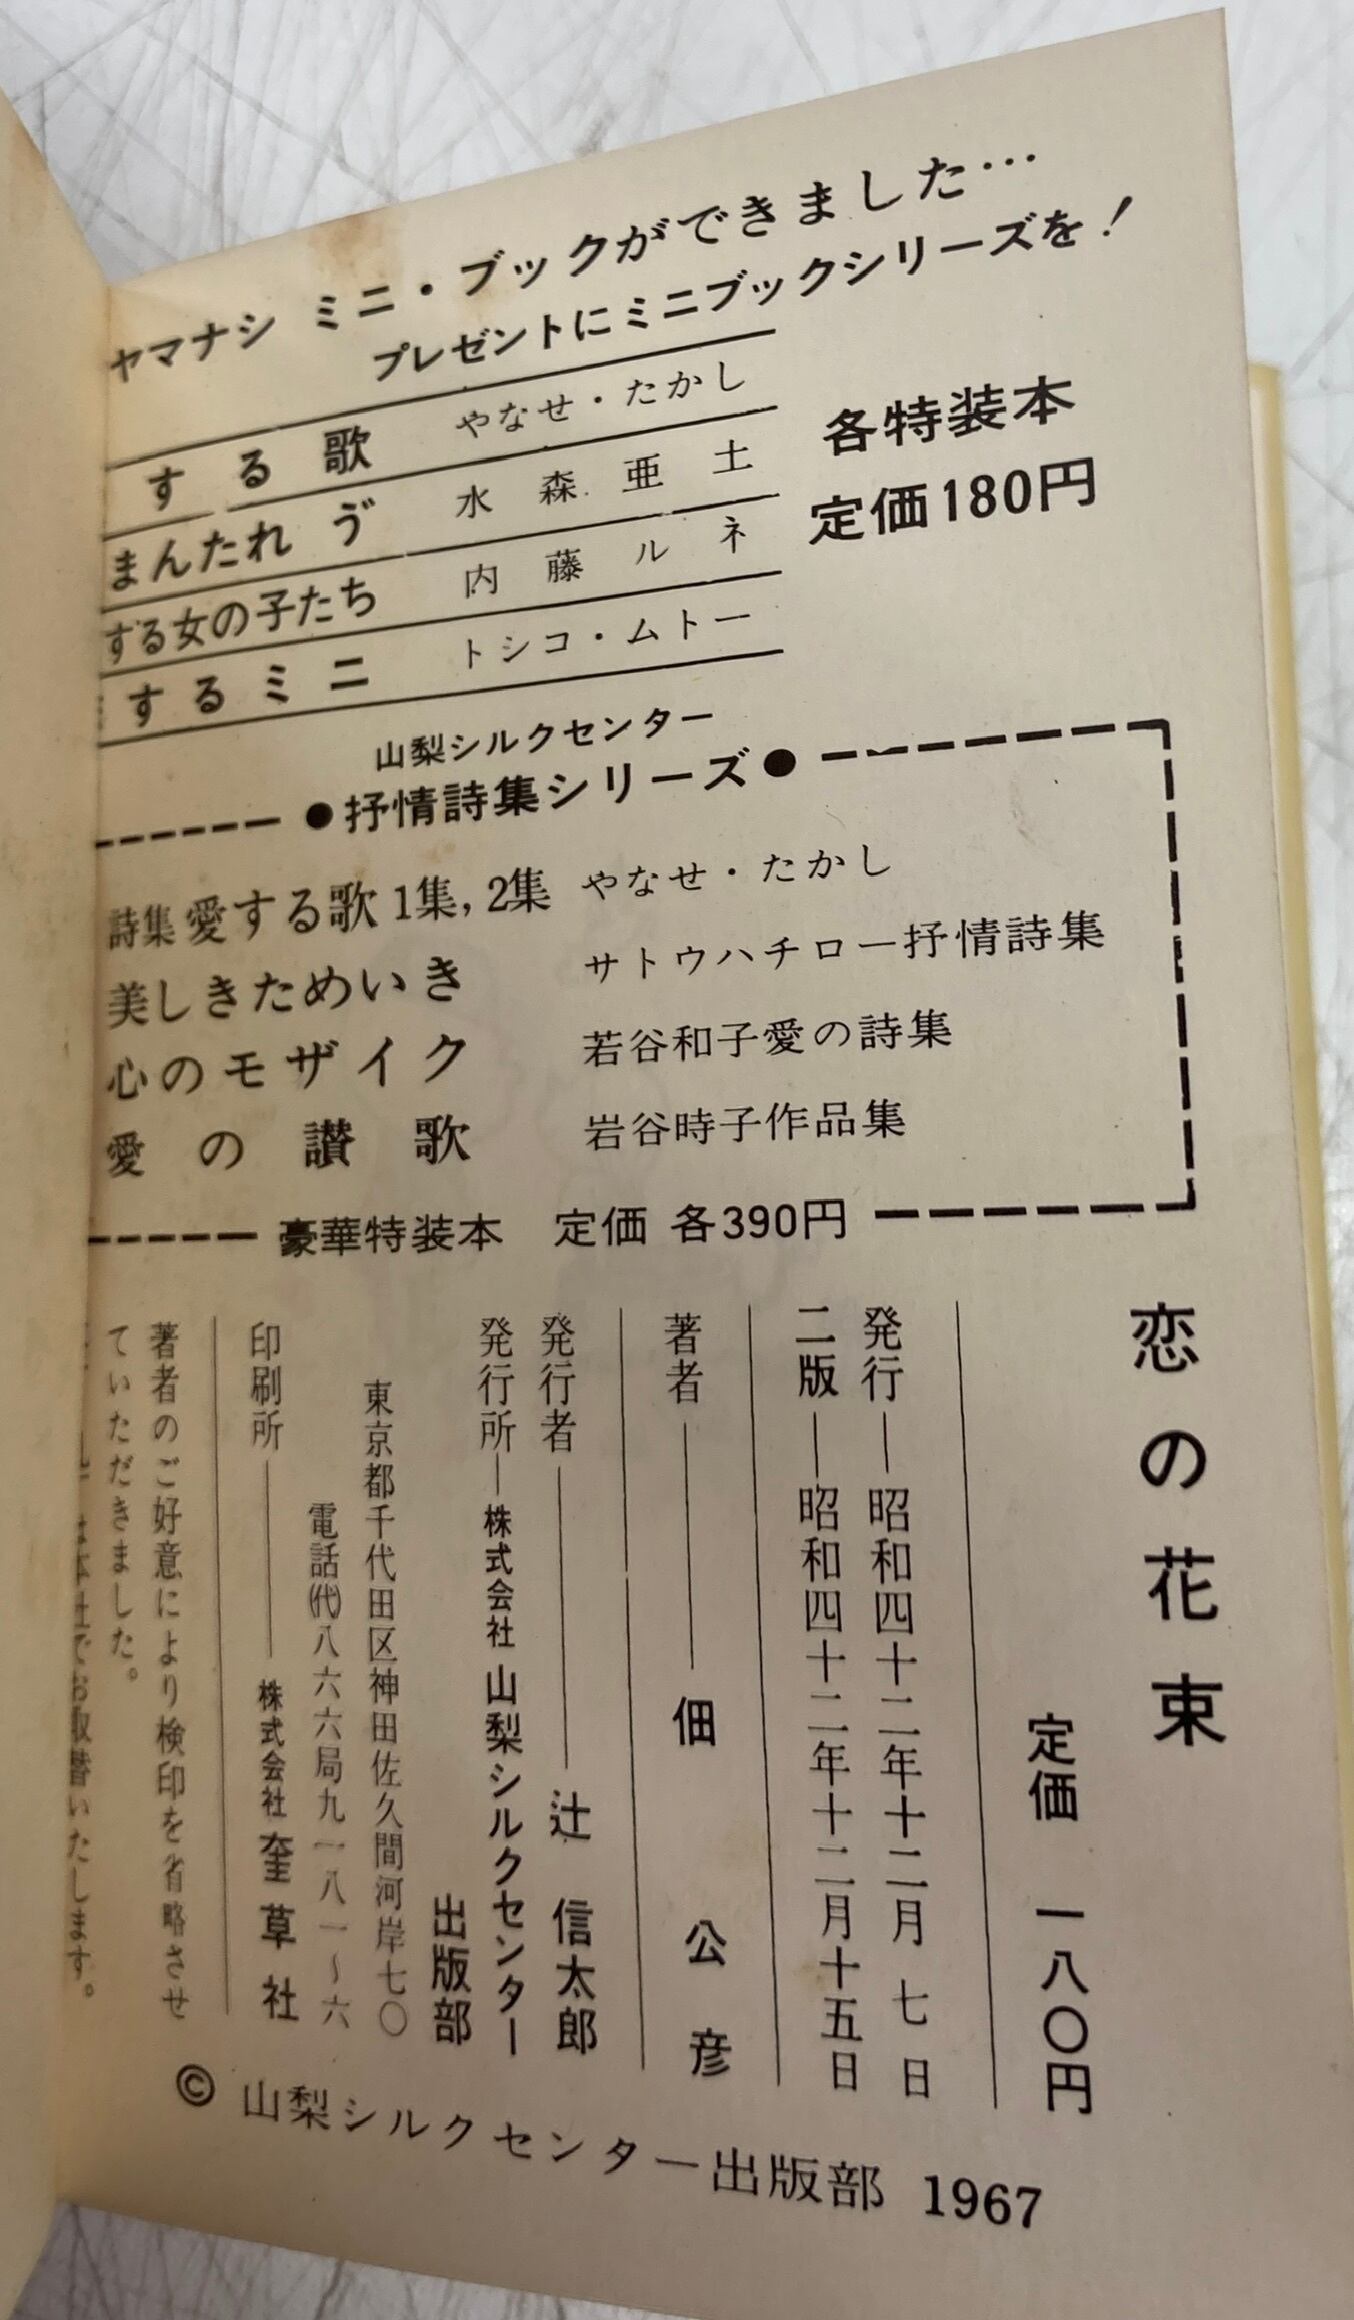 ヤマナシ ミニ・ブックができました…
プレゼントにミニブックシリーズを!
する歌 やなせ・たかし
まんたれ ゔ 水森亜土
する女の子たち 内藤ルネ
するミニ トシコ・ムトー
各特装本
定価180円
山梨シルクセンター
●抒情詩集シリーズ●
詩集 愛する歌 1集,2集 やなせ・たかし
美しきためいき サトウハチロー抒情詩集
心のモザイク 若谷和子愛の詩集
愛の讃歌 岩谷時子作品集
豪華特装本 定価 各390円
恋の花束
定価 一八〇円
発行―昭和四十二年十二月 七日
二版―昭和四十二年十二月十五日
著者―佃 公彦
発行者―辻 信太郎
発行所―株式会社 山梨シルクセンター
出版部
東京都千代田区神田佐久間河岸七〇
電話(代)八六六局九一八一~六
印刷所―株式会社 奎草社
著者のご好意により検印を省略させ
ていただきました。
は本社でお取替いたします。
© 山梨シルクセンター出版部 1967